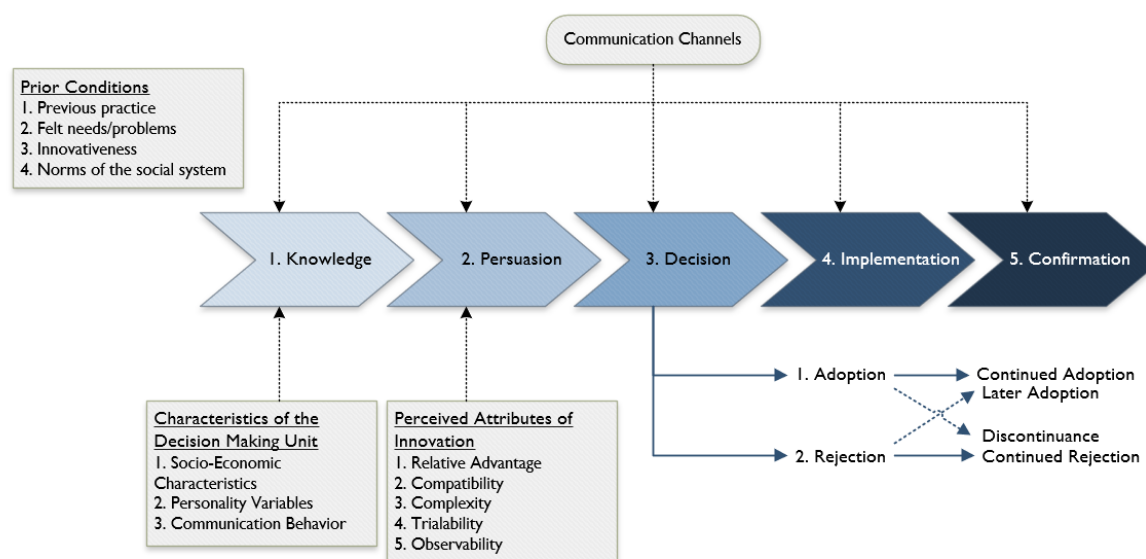 Communication Channels
Prior Conditions
1. Previous practice
2. Felt needs/problems
3. Innovativeness
4. Norms of the social system
1. Knowledge
2. Persuasion
3. Decision
4. Implementation
5. Confirmation
1. Adoption
Continued Adoption
Later Adoption
Discontinuance
2. Rejection
Continued Rejection
Characteristics of the
Decision Making Unit
1. Socio-Economic
Characteristics
2. Personality Variables
3. Communication Behavior
Perceived Attributes of
Innovation
1. Relative Advantage
2. Compatibility
3. Complexity
4. Trialability
5. Observability